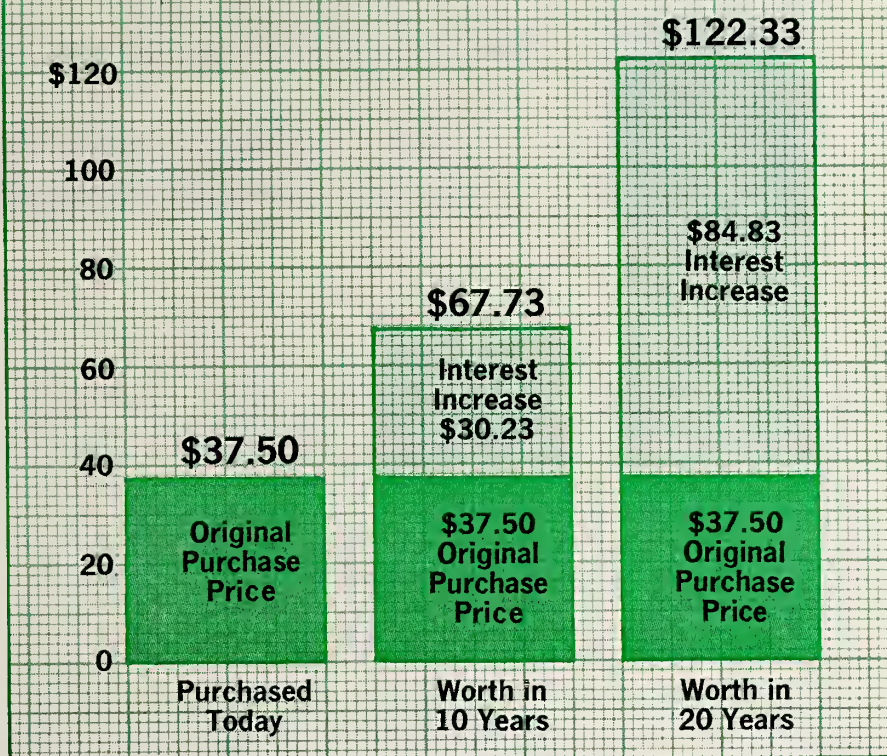 $120
100
80
60
40
20
0
$37.50
Original
Purchase
Price
Purchased
Today
$67.73
Interest
Increase
$30.23
$37.50
Original
Purchase
Price
Worth in
10 Years
$122.33
$84.83
Interest
Increase
$37.50
Original
Purchase
Price
Worth in
20 Years